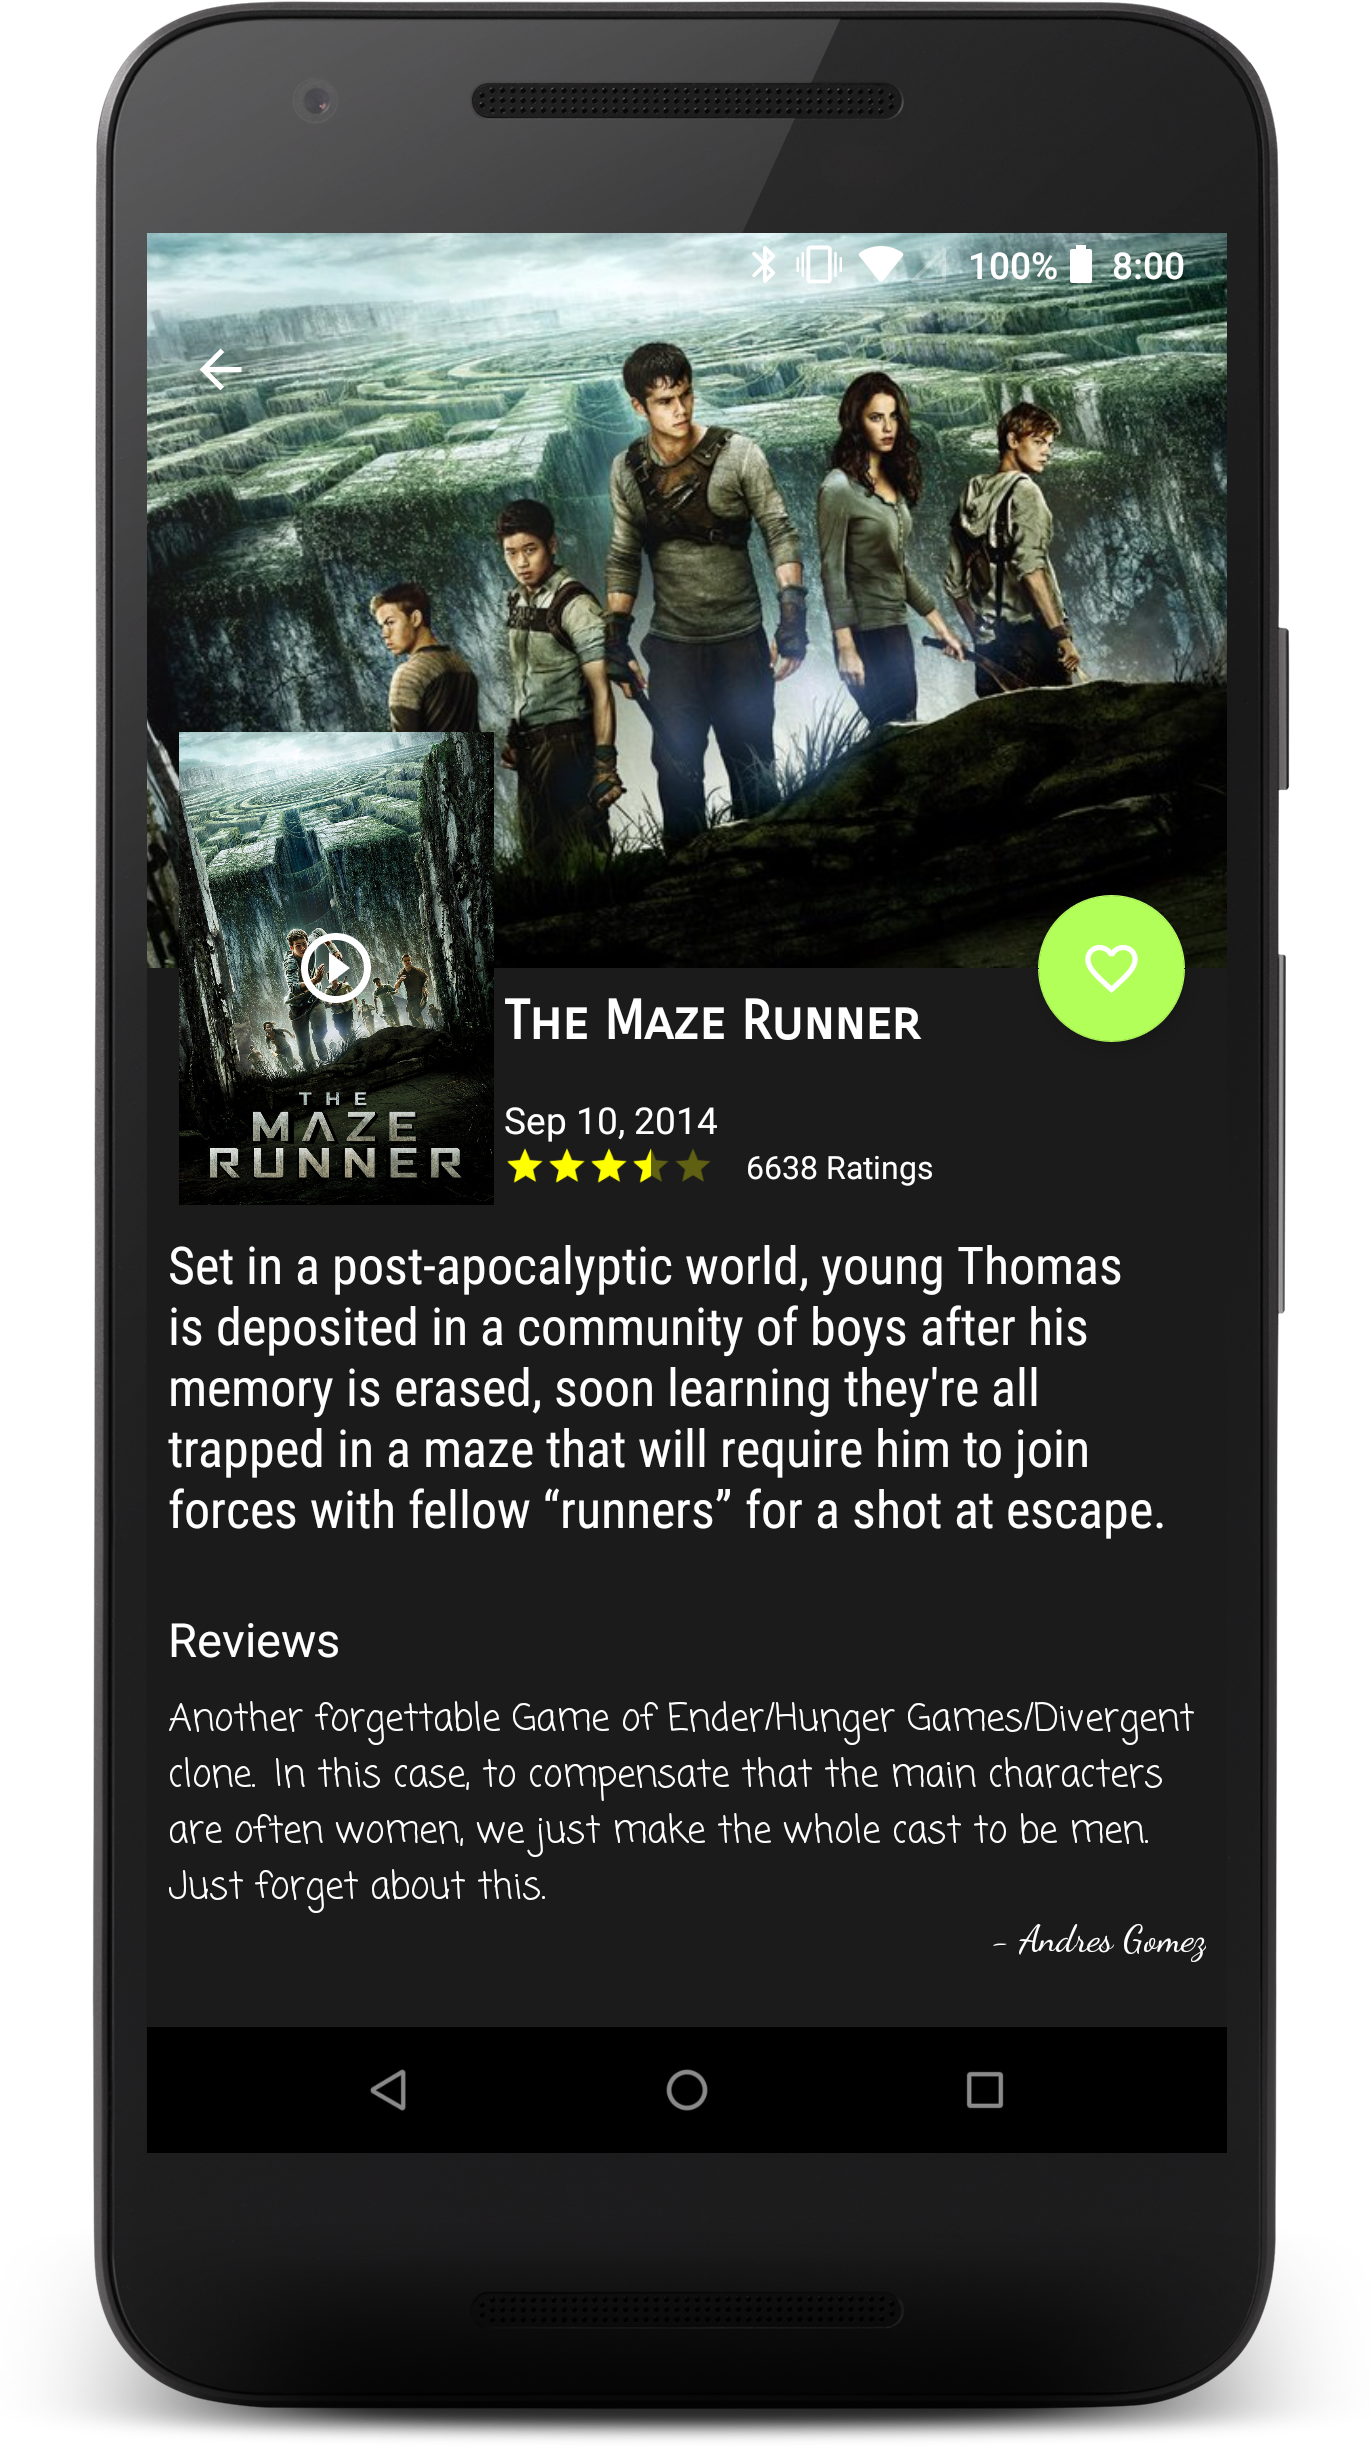 100% 8:00
THE MAZE RUNNER
THE
MAZE
RUNNER
Sep 10, 2014
6638 Ratings
Set in a post-apocalyptic world, young Thomas
is deposited in a community of boys after his
memory is erased, soon learning they're all
trapped in a maze that will require him to join
forces with fellow “runners” for a shot at escape.
Reviews
Another forgettable Game of Ender/Hunger Games/Divergent
clone. In this case, to compensate that the main characters
are often women, we just make the whole cast to be men.
Just forget about this.
- Andres Gomez